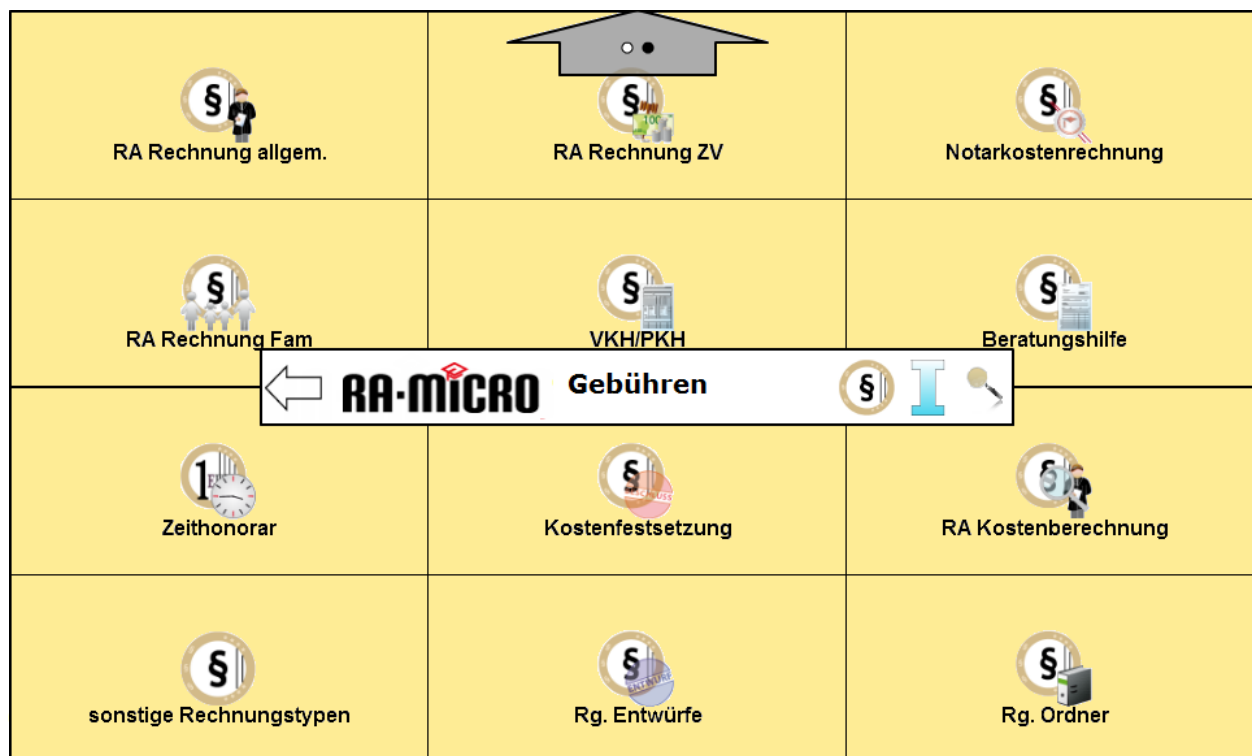 RA Rechnung allgem.
RA Rechnung ZV
Notarkostenrechnung
RA Rechnung Fam
VKH/PKH
Beratungshilfe
RA-MICRO Gebühren
Zeithonorar
Kostenfestsetzung
RA Kostenberechnung
sonstige Rechnungstypen
Rg. Entwürfe
Rg. Ordner